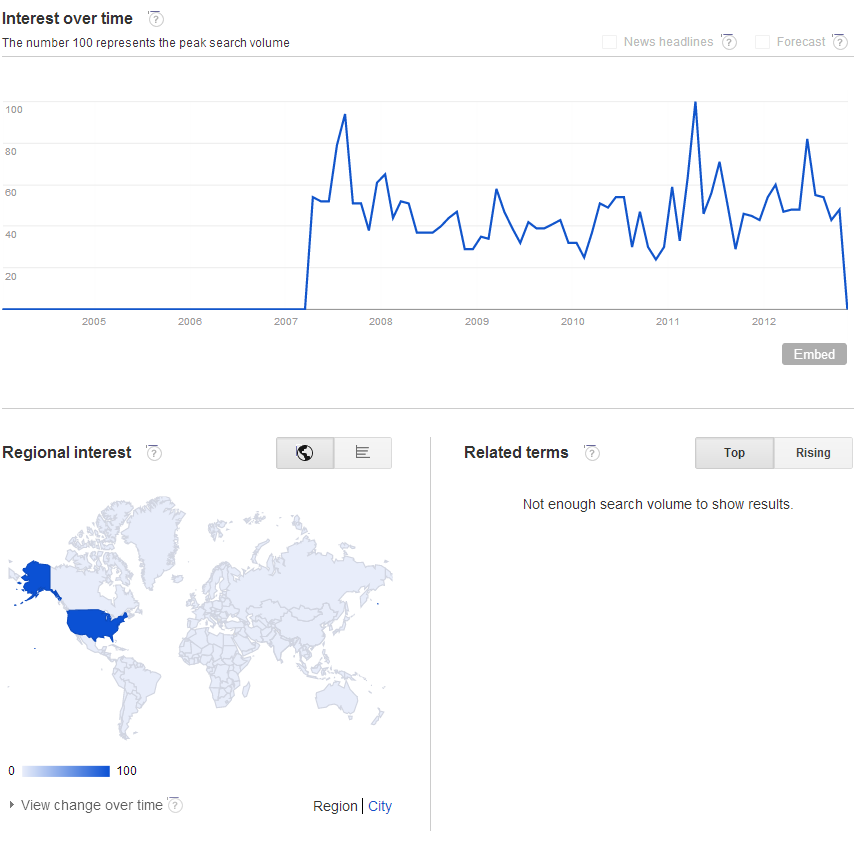 Interest over time ?
The number 100 represents the peak search volume
News headlines ? Forecast ?
100
80
60
40
20
2005 2006 2007 2008 2009 2010 2011 2012
Embed
Regional interest ?
Related terms ?
Top Rising
Not enough search volume to show results.
0 100
View change over time ?
Region | City